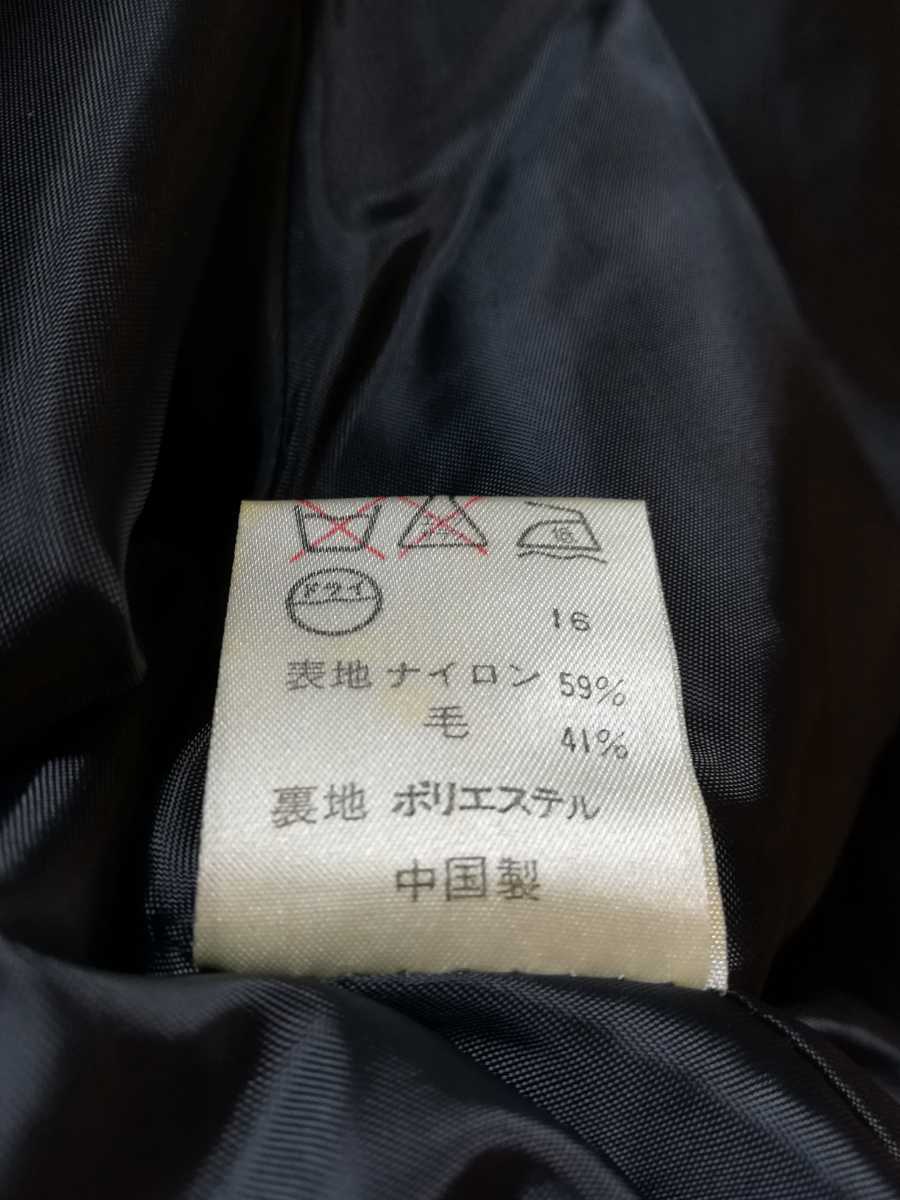 ドライ
16
表地 ナイロン 59%
毛 41%
裏地 ポリエステル
中国製